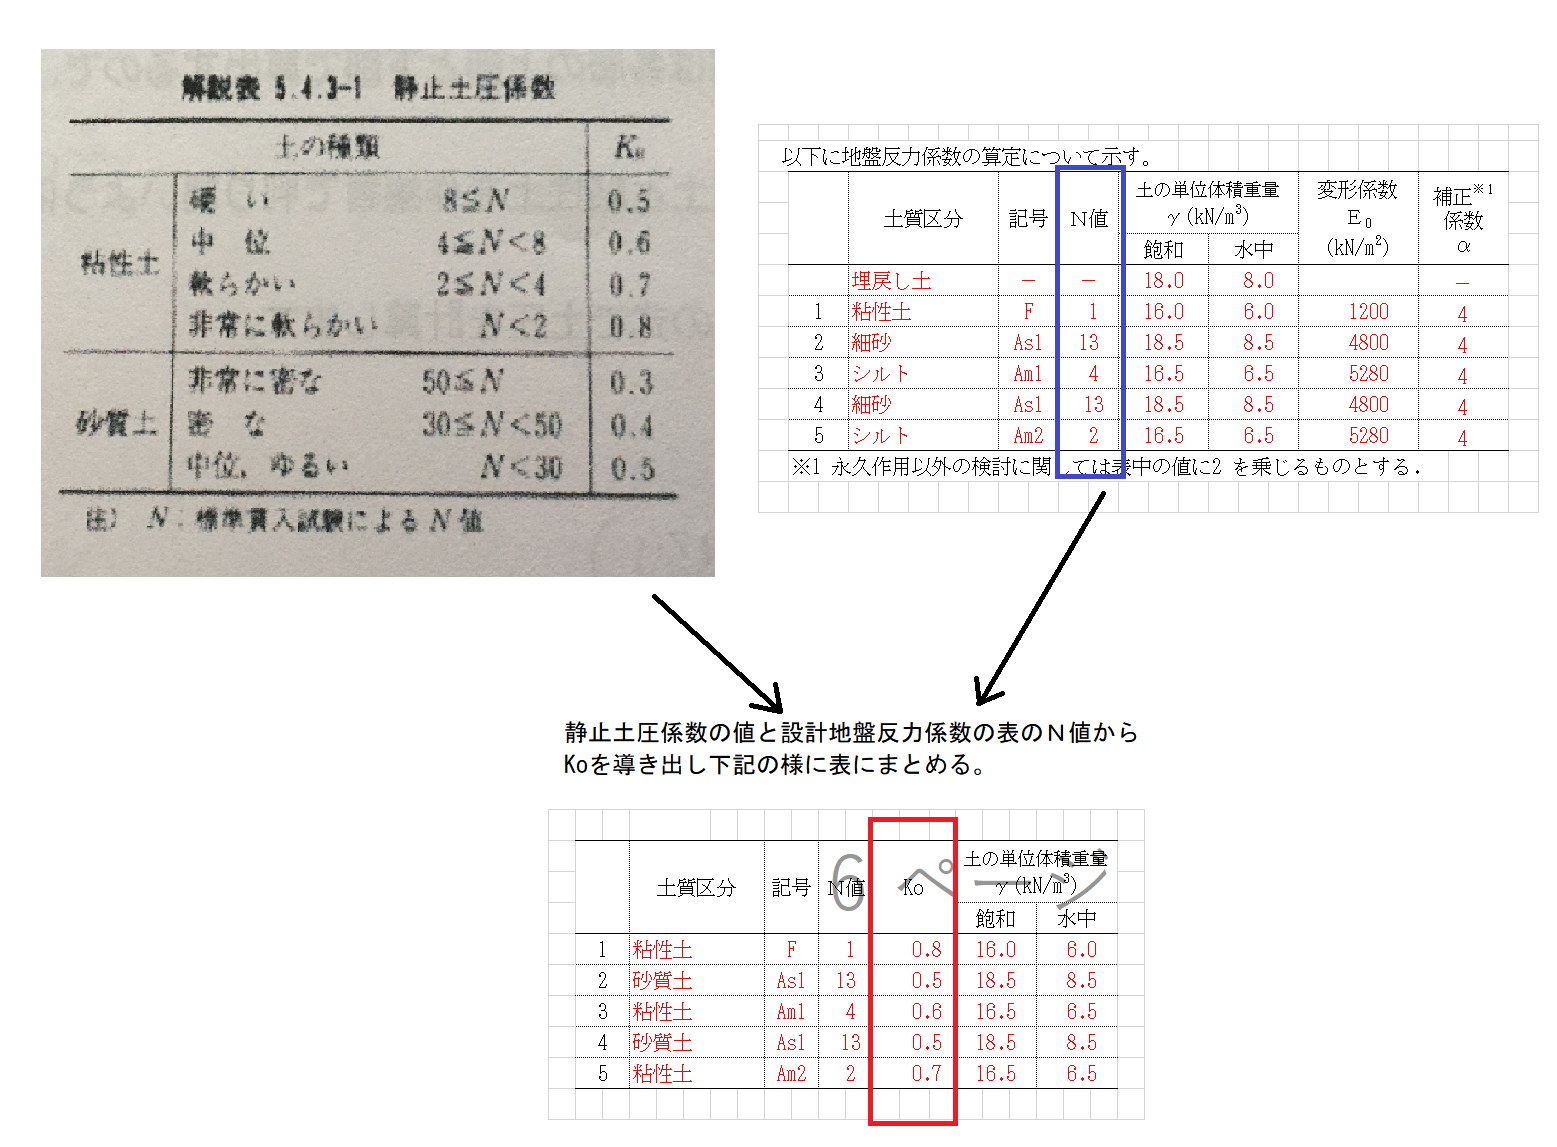 解説表 5.4.3-1 静止土圧係数
土の種類 K₀
粘性土
硬い 8≦N 0.5
中位 4≦N<8 0.6
軟らかい 2≦N<4 0.7
非常に軟らかい N<2 0.8
砂質土
非常に密な 50≦N 0.3
密な 30≦N<50 0.4
中位，ゆるい N<30 0.5
注） N：標準貫入試験によるN値
以下に地盤反力係数の算定について示す。
土質区分 記号 Ｎ値 土の単位体積重量 γ(kN/m³) 飽和 水中 変形係数 Ｅ₀ (kN/m²) 補正※1 係数 α
埋戻し土 － － 18.0 8.0 －
1 粘性土 F 1 16.0 6.0 1200 4
2 細砂 As1 13 18.5 8.5 4800 4
3 シルト Am1 4 16.5 6.5 5280 4
4 細砂 As1 13 18.5 8.5 4800 4
5 シルト Am2 2 16.5 6.5 5280 4
※1 永久作用以外の検討に関しては表中の値に2 を乗じるものとする.
静止土圧係数の値と設計地盤反力係数の表のＮ値から
Koを導き出し下記の様に表にまとめる。
6 ページ
土質区分 記号 Ｎ値 Ko 土の単位体積重量 γ(kN/m³) 飽和 水中
1 粘性土 F 1 0.8 16.0 6.0
2 砂質土 As1 13 0.5 18.5 8.5
3 粘性土 Am1 4 0.6 16.5 6.5
4 砂質土 As1 13 0.5 18.5 8.5
5 粘性土 Am2 2 0.7 16.5 6.5